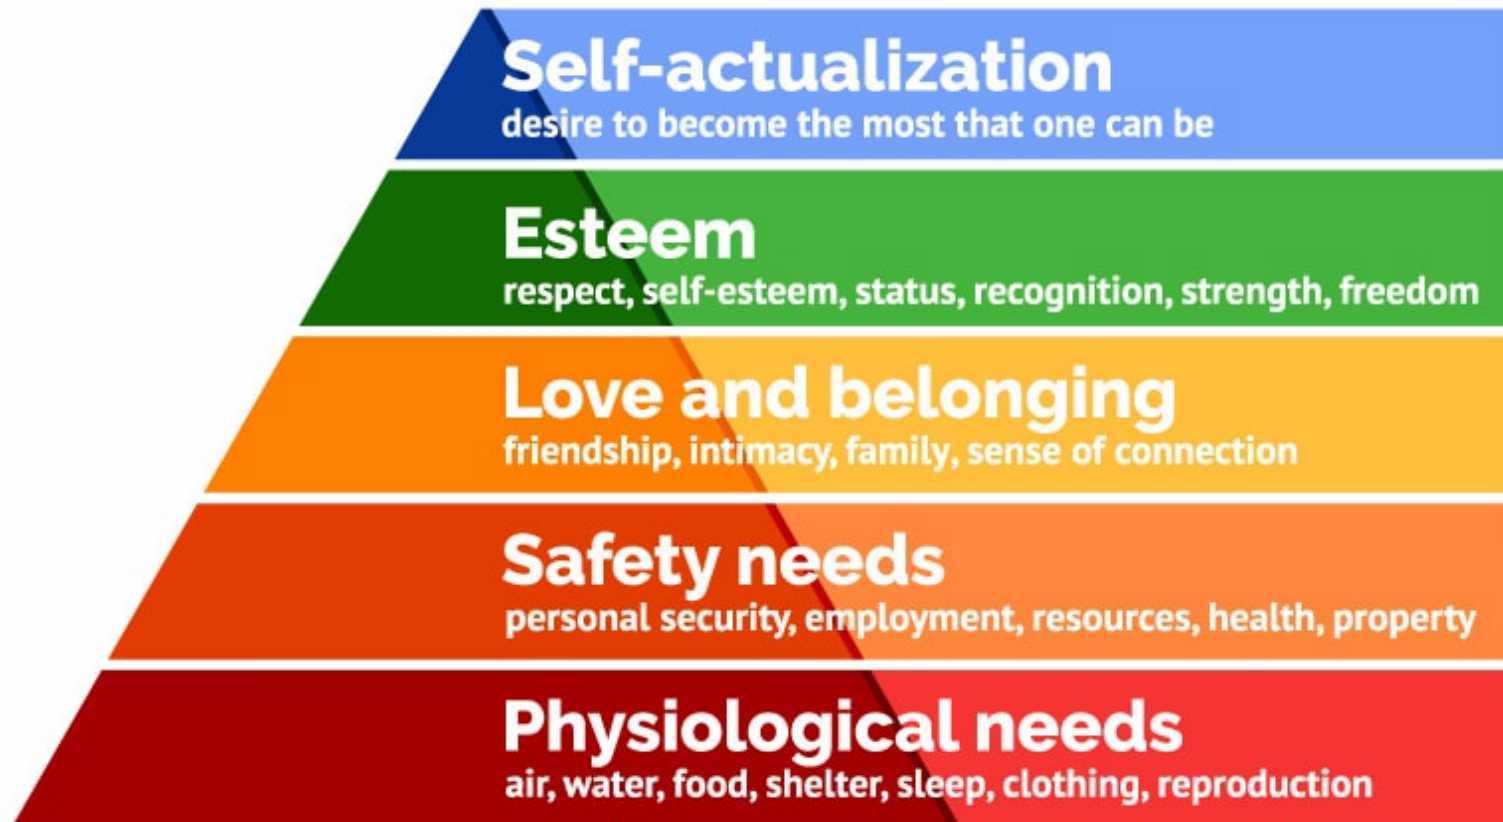 Self-actualization
desire to become the most that one can be
Esteem
respect, self-esteem, status, recognition, strength, freedom
Love and belonging
friendship, intimacy, family, sense of connection
Safety needs
personal security, employment, resources, health, property
Physiological needs
air, water, food, shelter, sleep, clothing, reproduction